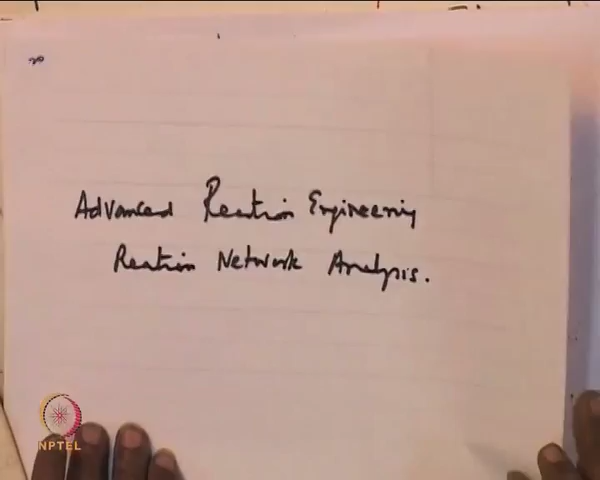 Advanced Reaction Engineering
Reaction Network Analysis.
NPTEL